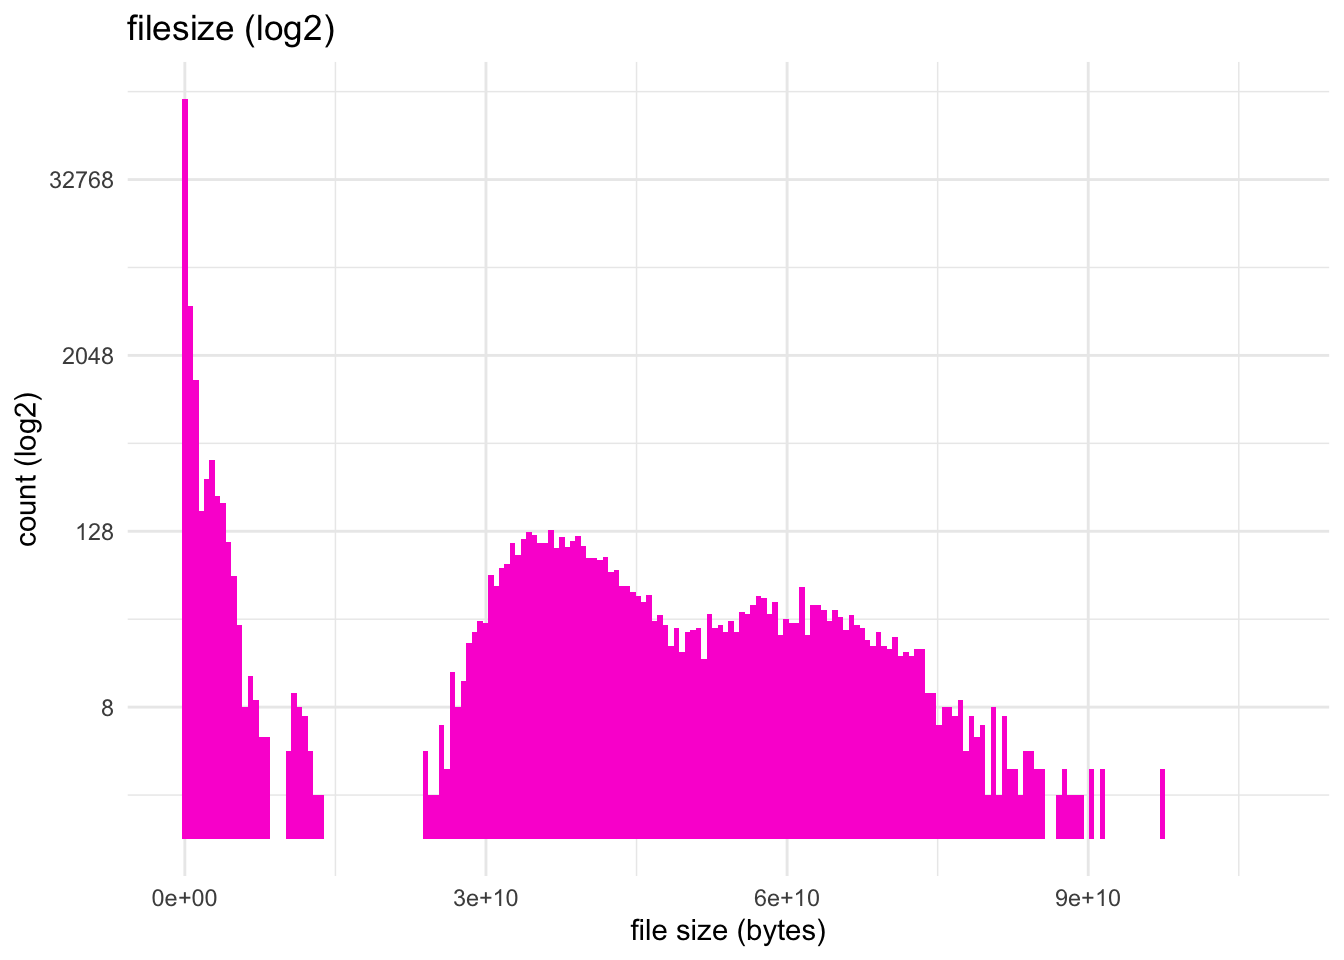 filesize (log2)
32768
2048
128
8
count (log2)
0e+00 3e+10 6e+10 9e+10
file size (bytes)